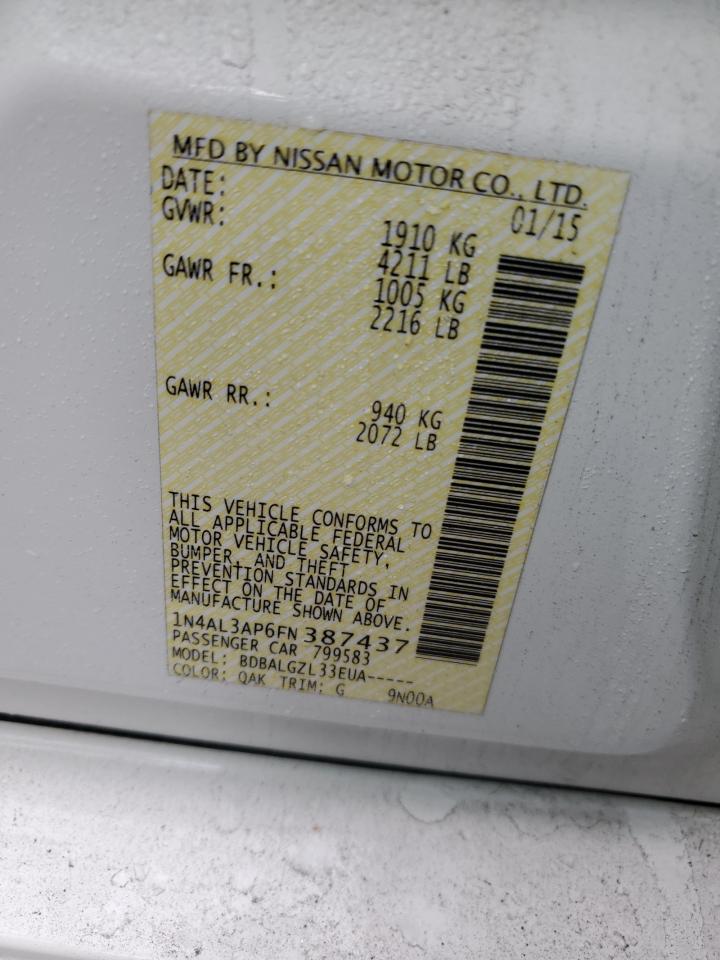 MFD BY NISSAN MOTOR CO., LTD.
DATE: 01/15
GVWR: 1910 KG
4211 LB
GAWR FR.: 1005 KG
2216 LB
GAWR RR.: 940 KG
2072 LB
THIS VEHICLE CONFORMS TO
ALL APPLICABLE FEDERAL
MOTOR VEHICLE SAFETY,
BUMPER, AND THEFT
PREVENTION STANDARDS IN
EFFECT ON THE DATE OF
MANUFACTURE SHOWN ABOVE.
1N4AL3AP6FN387437
PASSENGER CAR 799583
MODEL: BDBALGZL33EUA-----
COLOR: QAK TRIM: G 9N00A